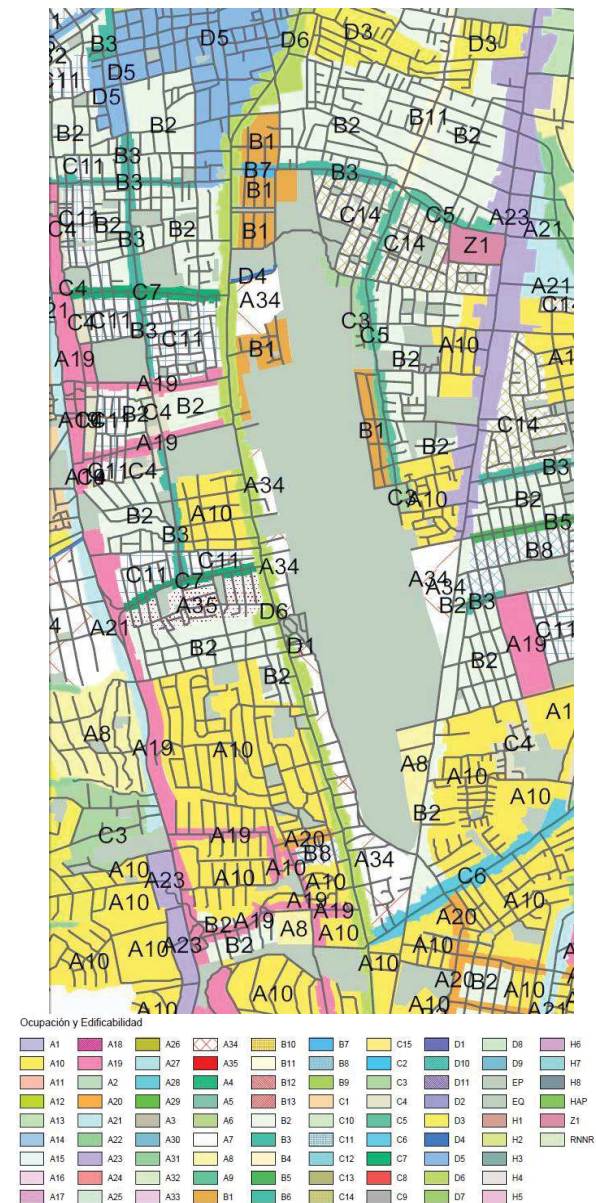 B3 D5 D6 D3 D3
C11 D5
D5
B2 B2 B3 B1 B2 B11 B2
C11 B3 B7 B3
B1
C11 B2 B3 B2 B1 C14 C5 A23
C4 C14 Z1 A21
D4
C4 C7 A34 A21
C4 C11 B3 C11 C3 C5
B1 B2 A10
A19 A19
B2 C4 B2 B1 C14
A19 B2
C11 C4 B3
A34 C3 A10 B2
B2 A10 B5
B3 B8
C11 C7 C11 A34 A34 A34
A35 D6 B2 B3
A21 B2 D1 A19 C11
B2 B2
A8 A19 A10 A8 C4
A10 A10
B2
C3 A19 A20 B8 A34
A10 A23 A10 A10 A10 C6
A10 A19 A19 A10
B2 A19 A8 A10 A20
A10 A23 B2 A10 A10
A10 A10 A20 B2 A10
A10 A10 A21
Ocupación y Edificabilidad
A1 A18 A26 A34 B10 B7 C15 D1 D8 H6
A10 A19 A27 A35 B11 B8 C2 D10 D9 H7
A11 A2 A28 A4 B12 B9 C3 D11 EP H8
A12 A20 A29 A5 B13 C1 C4 D2 EQ HAP
A13 A21 A3 A6 B2 C10 C5 D3 H1 Z1
A14 A22 A30 A7 B3 C11 C6 D4 H2 RNNR
A15 A23 A31 A8 B4 C12 C7 D5 H3
A16 A24 A32 A9 B5 C13 C8 D6 H4
A17 A25 A33 B1 B6 C14 C9 D7